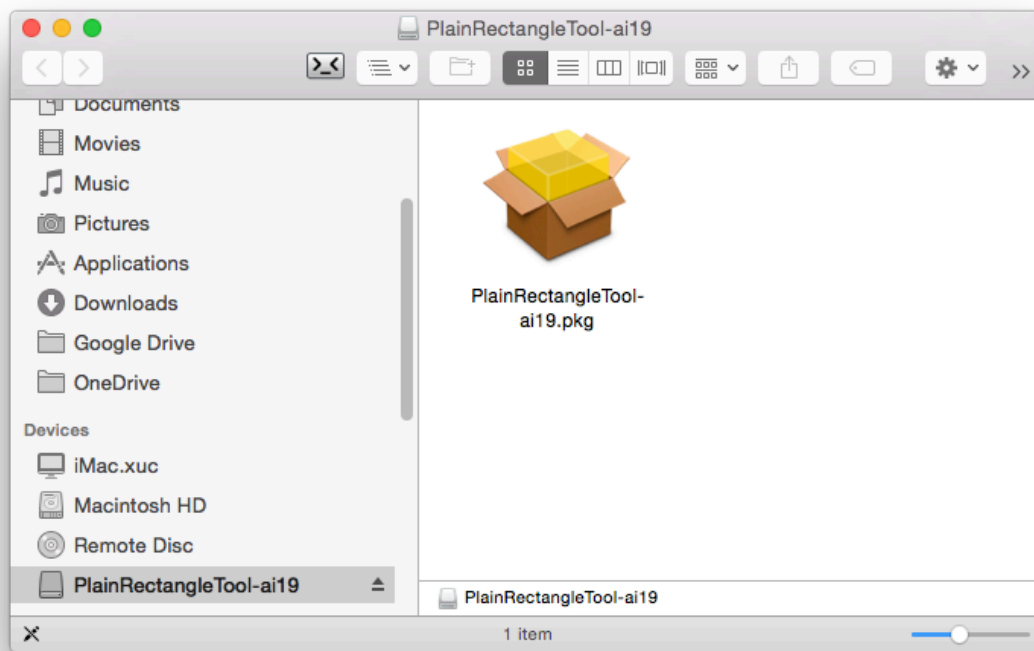 PlainRectangleTool-ai19
Documents
Movies
Music
Pictures
Applications
Downloads
Google Drive
OneDrive
Devices
iMac.xuc
Macintosh HD
Remote Disc
PlainRectangleTool-ai19
PlainRectangleTool-
ai19.pkg
PlainRectangleTool-ai19
1 item